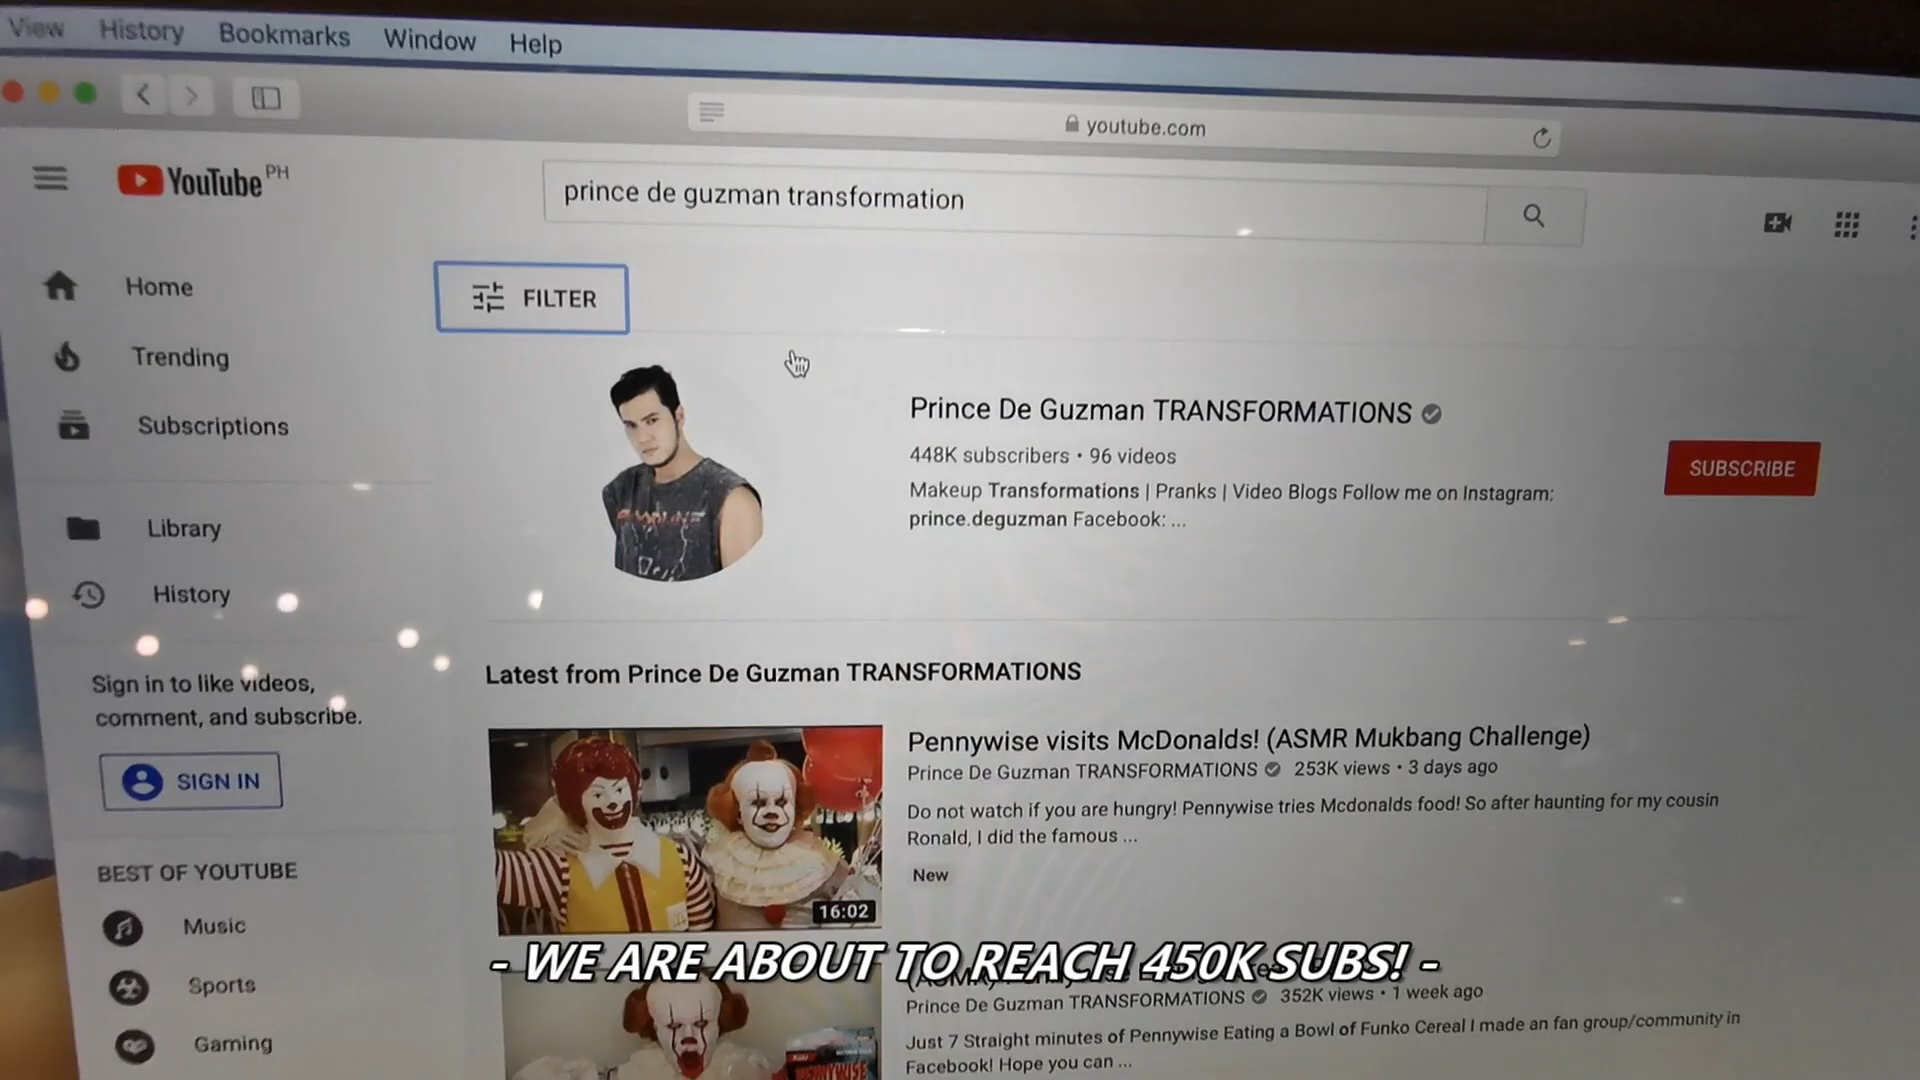 View History Bookmarks Window Help
youtube.com
YouTube PH
prince de guzman transformation
Home
FILTER
Trending
Subscriptions
Prince De Guzman TRANSFORMATIONS
448K subscribers • 96 videos
SUBSCRIBE
Makeup Transformations | Pranks | Video Blogs Follow me on Instagram:
prince.deguzman Facebook: ...
Library
History
Sign in to like videos,
comment, and subscribe.
SIGN IN
Latest from Prince De Guzman TRANSFORMATIONS
Pennywise visits McDonalds! (ASMR Mukbang Challenge)
Prince De Guzman TRANSFORMATIONS 253K views • 3 days ago
Do not watch if you are hungry! Pennywise tries Mcdonalds food! So after haunting for my cousin
Ronald, I did the famous ...
New
16:02
BEST OF YOUTUBE
Music
Sports
Gaming
- WE ARE ABOUT TO REACH 450K SUBS! -
Prince De Guzman TRANSFORMATIONS 352K views • 1 week ago
Just 7 Straight minutes of Pennywise Eating a Bowl of Funko Cereal I made an fan group/community in
Facebook! Hope you can ...